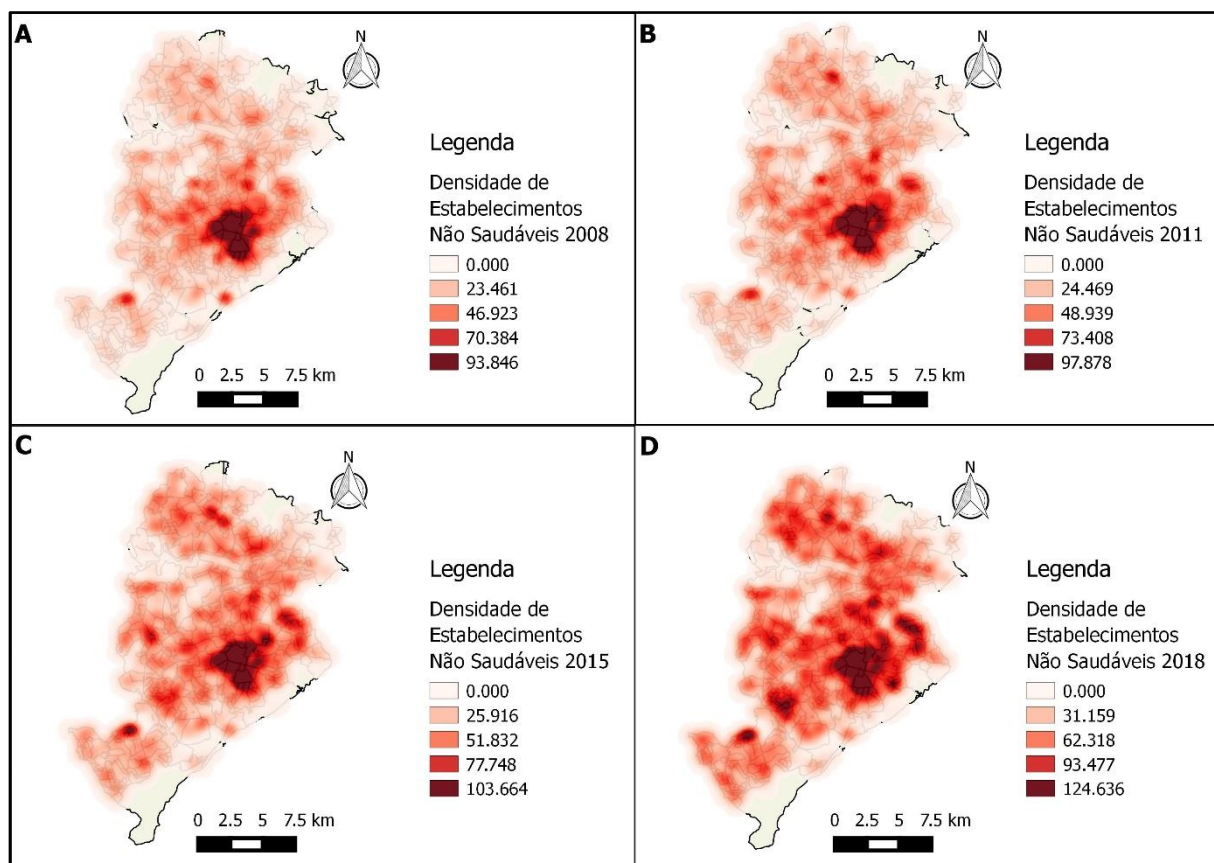 A
N
Legenda
Densidade de
Estabelecimentos
Não Saudáveis 2008
0.000
23.461
46.923
70.384
93.846
0 2.5 5 7.5 km
B
N
Legenda
Densidade de
Estabelecimentos
Não Saudáveis 2011
0.000
24.469
48.939
73.408
97.878
0 2.5 5 7.5 km
C
N
Legenda
Densidade de
Estabelecimentos
Não Saudáveis 2015
0.000
25.916
51.832
77.748
103.664
0 2.5 5 7.5 km
D
N
Legenda
Densidade de
Estabelecimentos
Não Saudáveis 2018
0.000
31.159
62.318
93.477
124.636
0 2.5 5 7.5 km